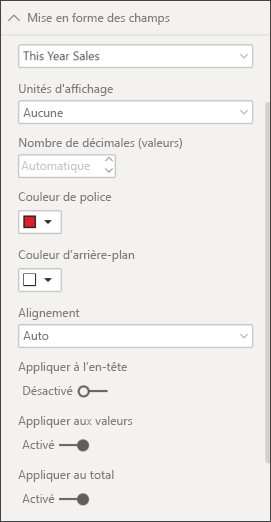 Mise en forme des champs
This Year Sales
Unités d'affichage
Aucune
Nombre de décimales (valeurs)
Automatique
Couleur de police
Couleur d'arrière-plan
Alignement
Auto
Appliquer à l'en-tête
Désactivé
Appliquer aux valeurs
Activé
Appliquer au total
Activé